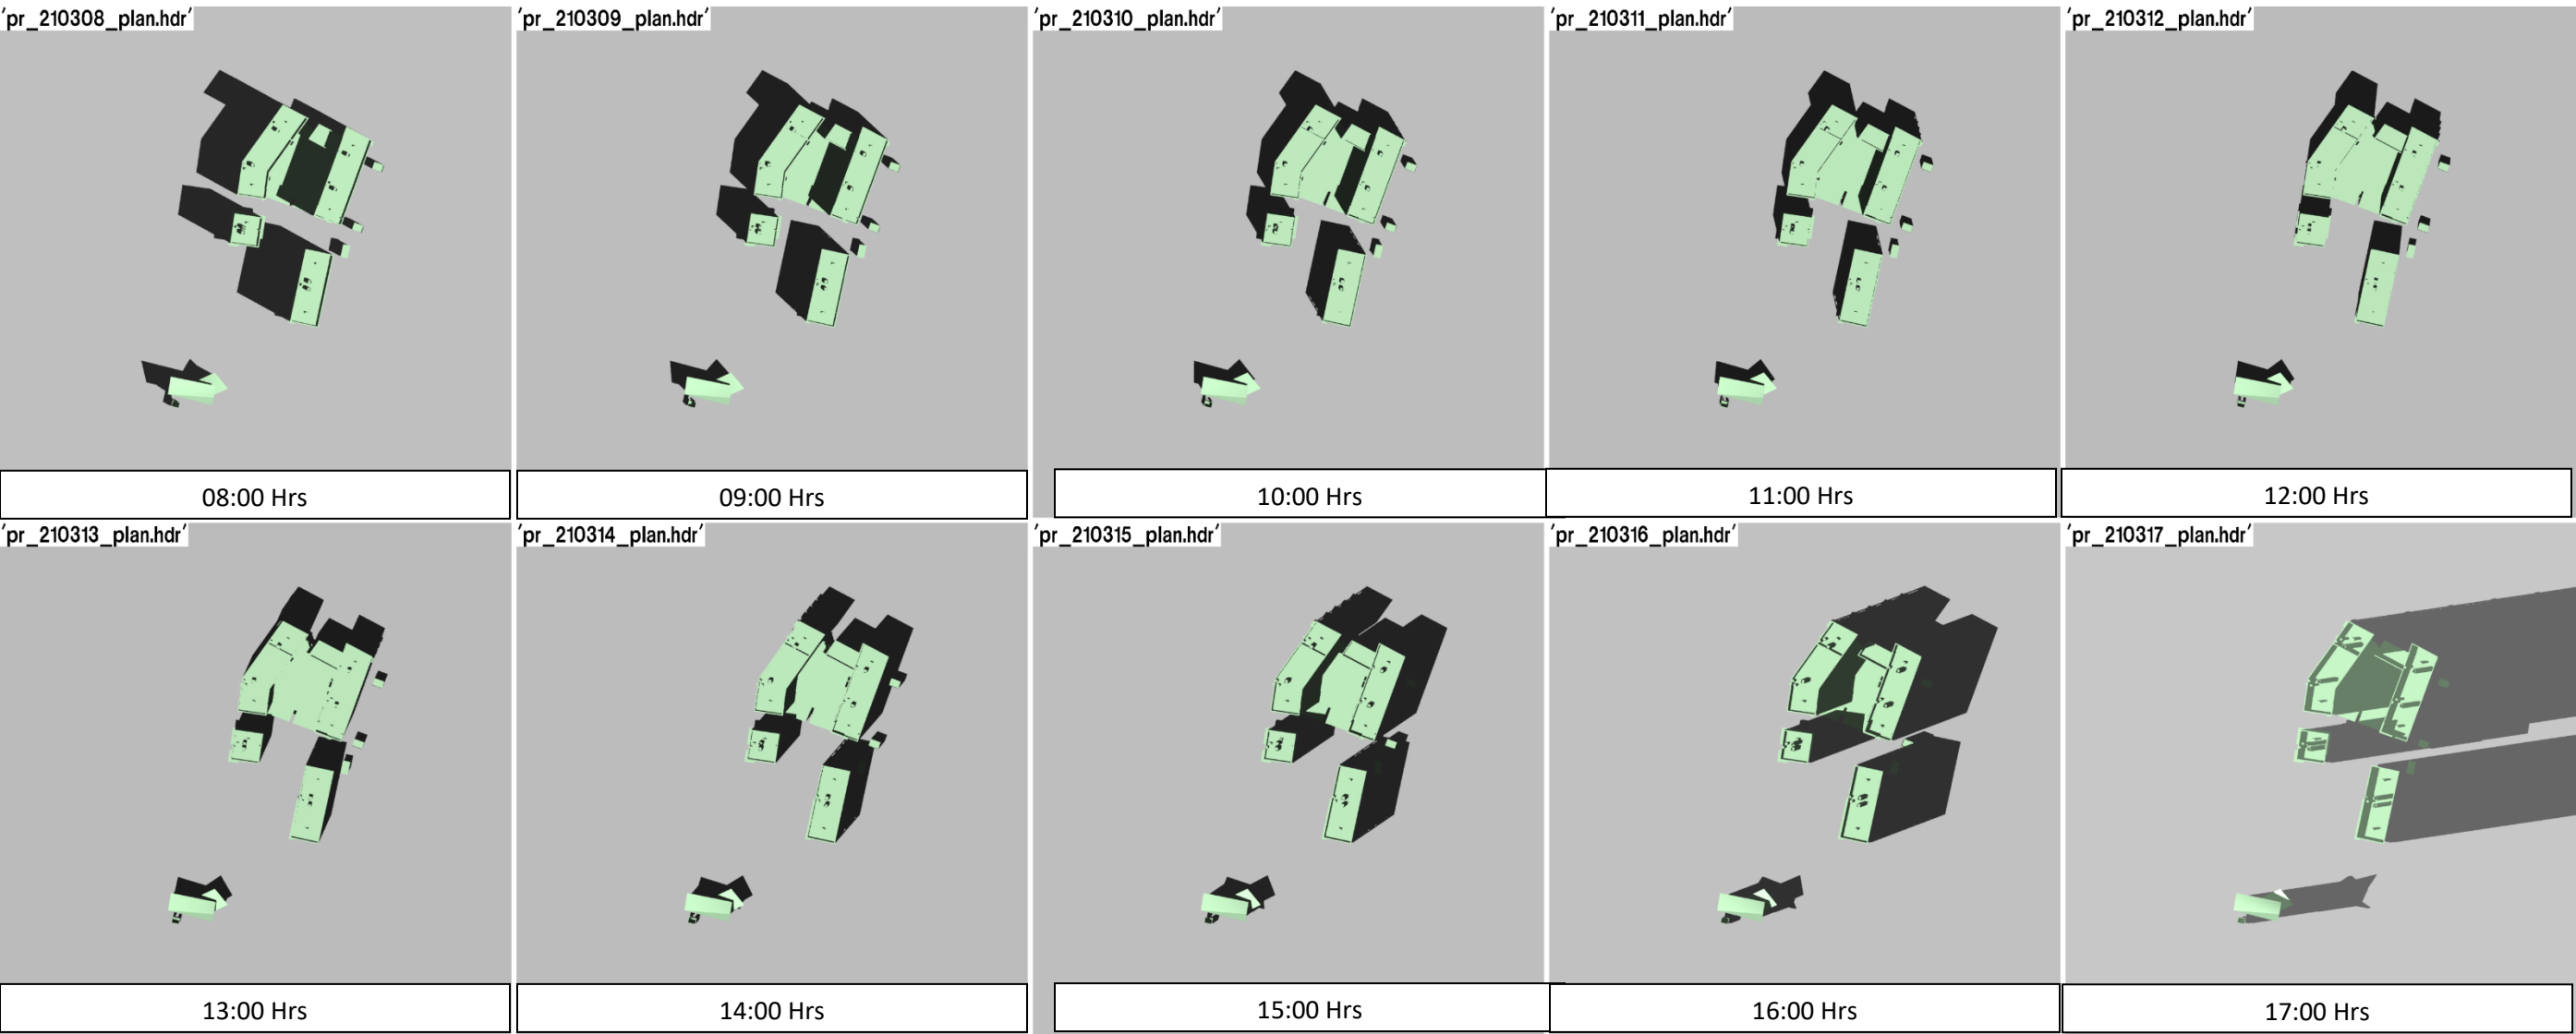 'pr_210308_plan.hdr'
'pr_210309_plan.hdr'
'pr_210310_plan.hdr'
'pr_210311_plan.hdr'
'pr_210312_plan.hdr'
08:00 Hrs
09:00 Hrs
10:00 Hrs
11:00 Hrs
12:00 Hrs
'pr_210313_plan.hdr'
'pr_210314_plan.hdr'
'pr_210315_plan.hdr'
'pr_210316_plan.hdr'
'pr_210317_plan.hdr'
13:00 Hrs
14:00 Hrs
15:00 Hrs
16:00 Hrs
17:00 Hrs